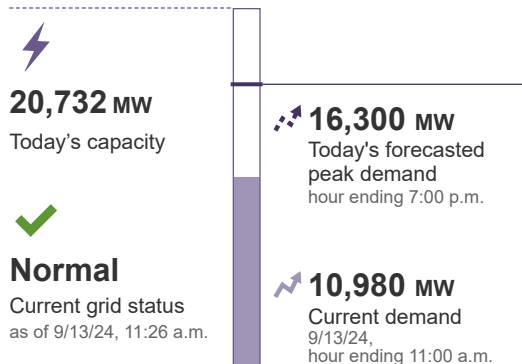 20,732 MW
Today's capacity
Normal
Current grid status
as of 9/13/24, 11:26 a.m.
16,300 MW
Today's forecasted
peak demand
hour ending 7:00 p.m.
10,980 MW
Current demand
9/13/24,
hour ending 11:00 a.m.